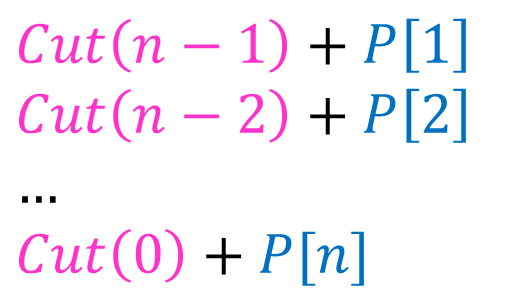 Cut(n − 1) + P[1]
Cut(n − 2) + P[2]
...
Cut(0) + P[n]